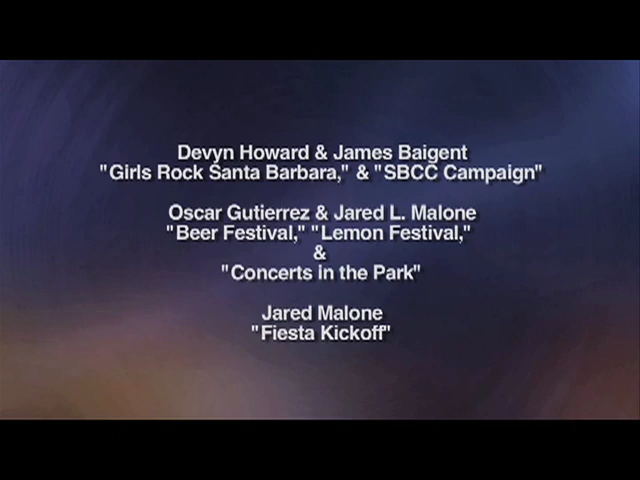 Devyn Howard & James Baigent
"Girls Rock Santa Barbara," & "SBCC Campaign"
Oscar Gutierrez & Jared L. Malone
"Beer Festival," "Lemon Festival,"
&
"Concerts in the Park"
Jared Malone
"Fiesta Kickoff"